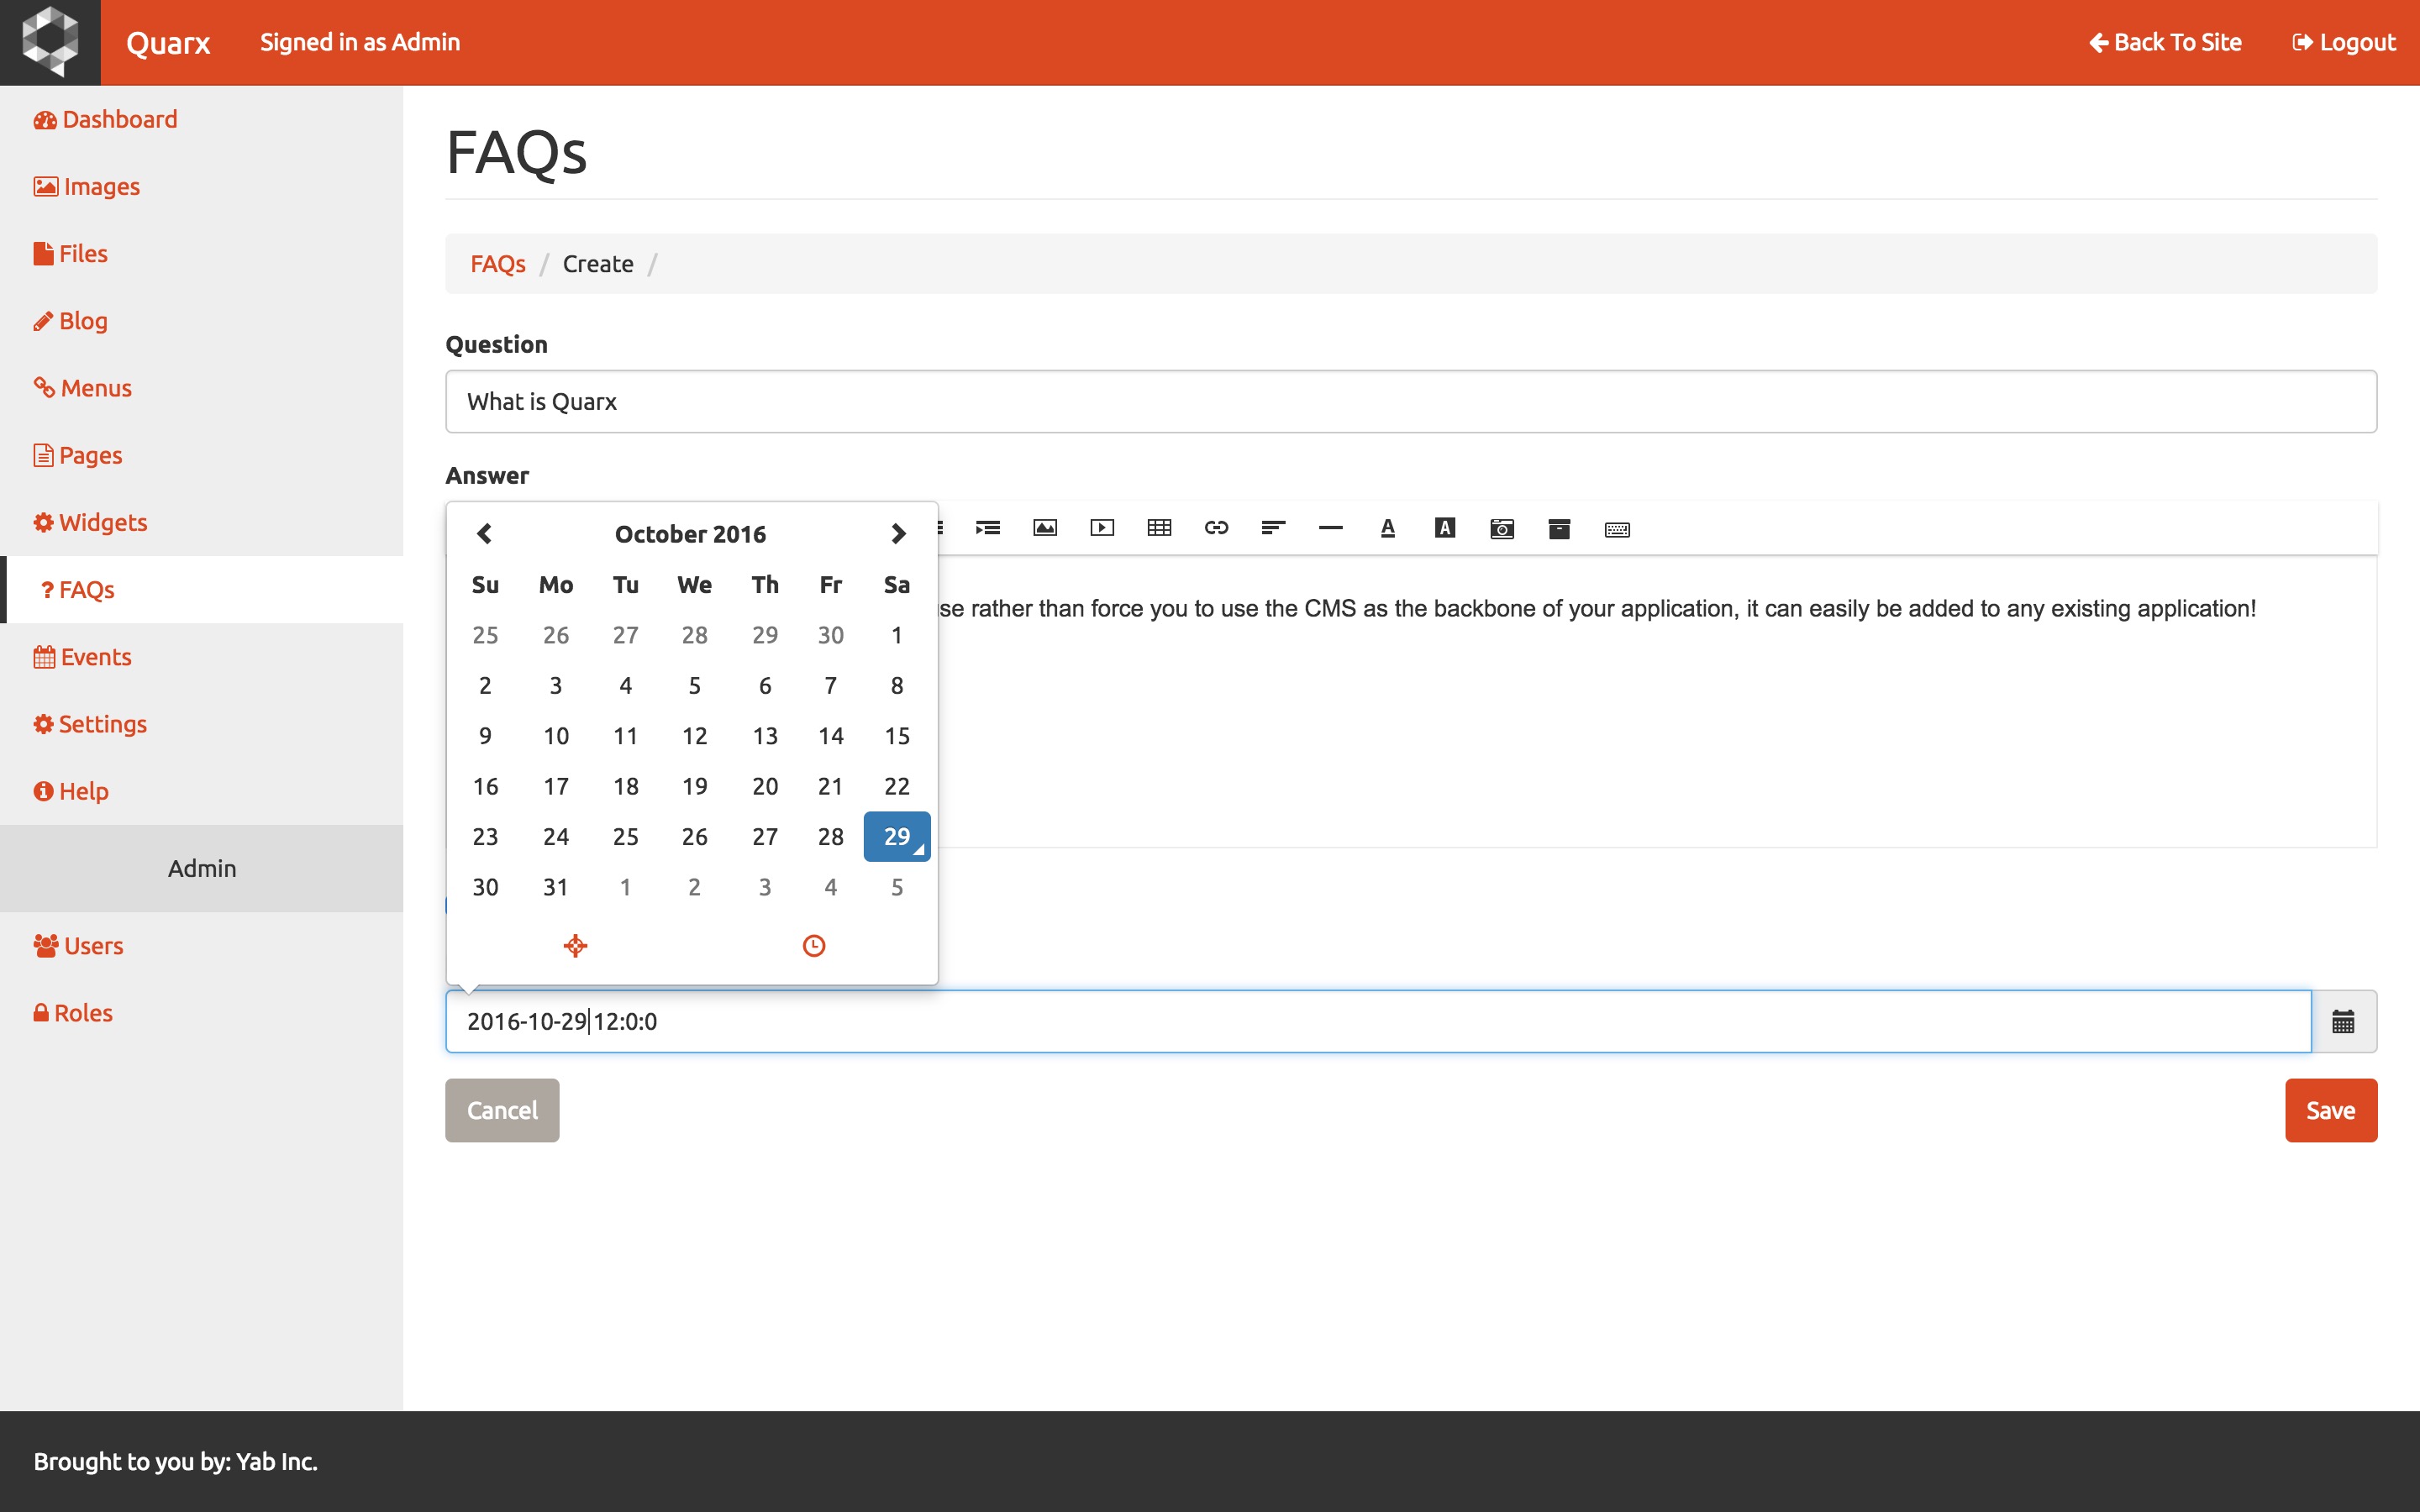 Quarx Signed in as Admin Back To Site Logout
Dashboard
Images
Files
Blog
Menus
Pages
Widgets
? FAQs
Events
Settings
Help
Admin
Users
Roles
FAQs
FAQs / Create /
Question
What is Quarx
Answer
October 2016
Su Mo Tu We Th Fr Sa
25 26 27 28 29 30 1
2 3 4 5 6 7 8
9 10 11 12 13 14 15
16 17 18 19 20 21 22
23 24 25 26 27 28 29
30 31 1 2 3 4 5
A A
se rather than force you to use the CMS as the backbone of your application, it can easily be added to any existing application!
2016-10-29 12:0:0
Cancel Save
Brought to you by: Yab Inc.